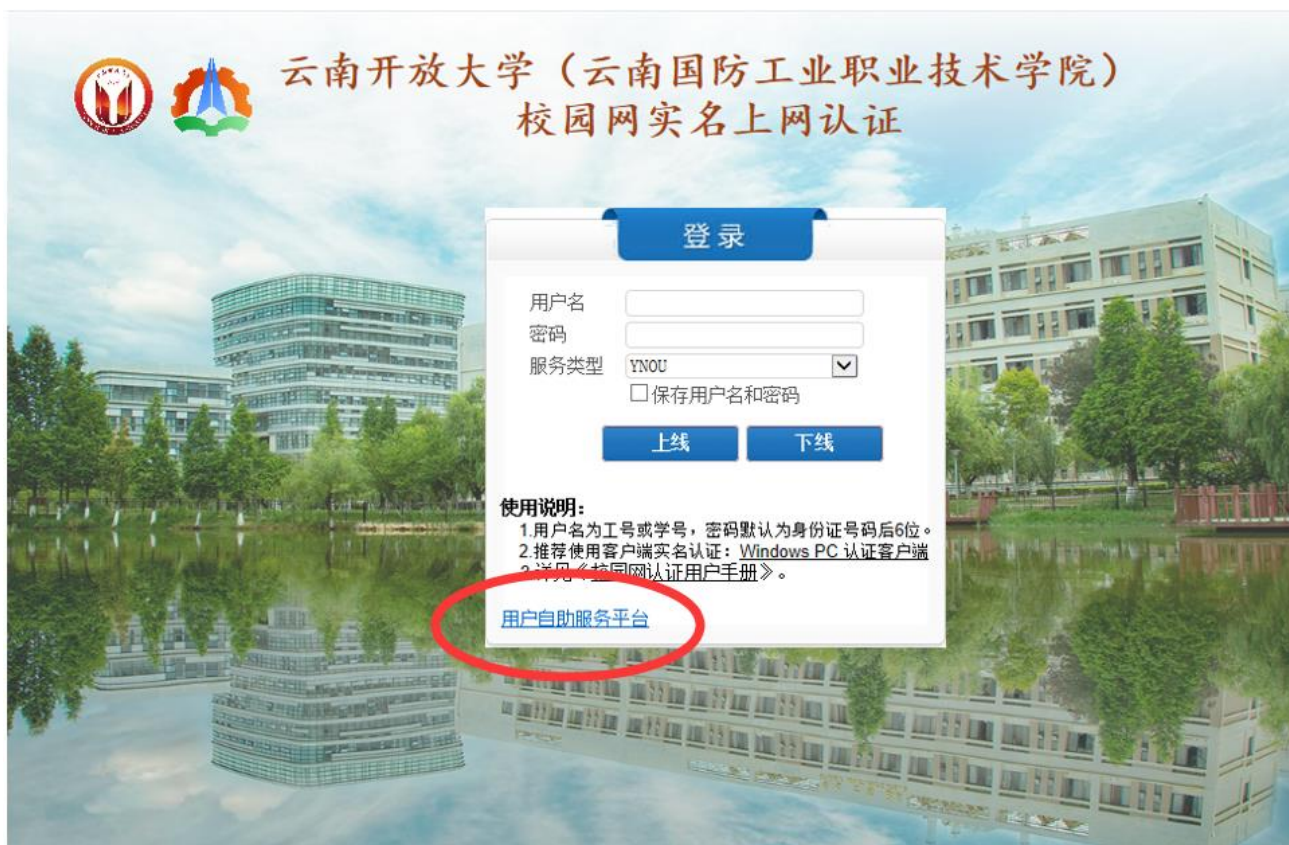 云南开放大学（云南国防工业职业技术学院）
校园网实名上网认证
登录
用户名
密码
服务类型 YNOU
保存用户名和密码
上线 下线
使用说明：
1.用户名为工号或学号，密码默认为身份证号码后6位。
2.推荐使用客户端实名认证：Windows PC 认证客户端
3.详见《校园网认证用户手册》。
用户自助服务平台